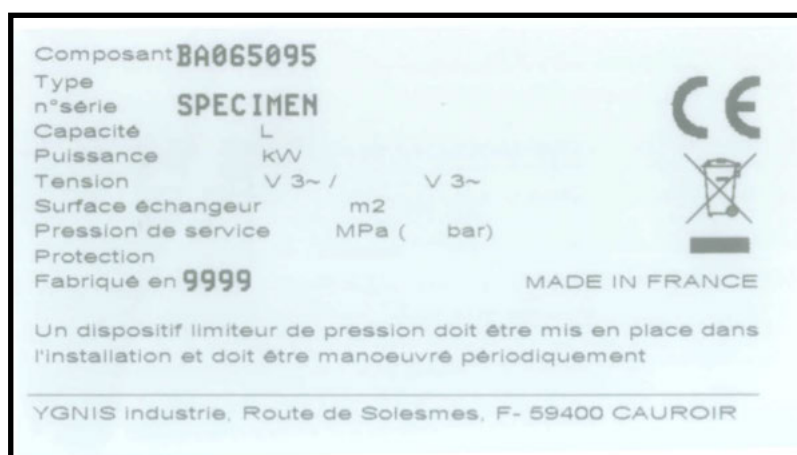 Composant BA065095
Type
n°série SPECIMEN
Capacité L
Puissance kW
Tension V 3~ / V 3~
Surface échangeur m2
Pression de service MPa ( bar)
Protection
Fabriqué en 9999
CE
MADE IN FRANCE
Un dispositif limiteur de pression doit être mis en place dans
l'installation et doit être manoeuvré périodiquement
YGNIS industrie, Route de Solesmes, F- 59400 CAUROIR